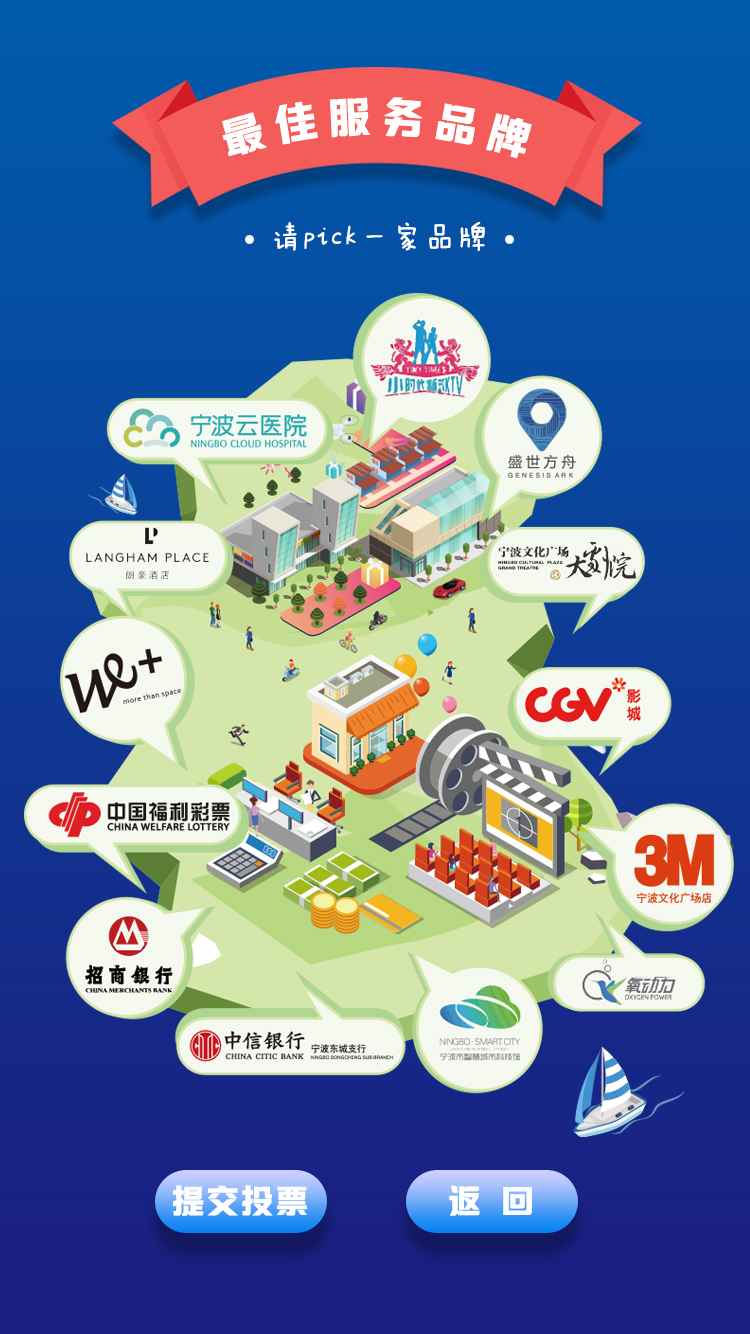 最佳服务品牌
请pick一家品牌
TINY TIMES
小时代版式KTV
宁波云医院
NINGBO CLOUD HOSPITAL
盛世方舟
GENESIS ARK
LANGHAM PLACE
朗豪酒店
宁波文化广场
NINGBO CULTURAL PLAZA
GRAND THEATRE
大剧院
we+
more than space
CGV
影城
中国福利彩票
CHINA WELFARE LOTTERY
3M
宁波文化广场店
招商银行
CHINA MERCHANTS BANK
氧动力
OXYGEN POWER
中信银行
CHINA CITIC BANK
宁波东城支行
NINGBO DONGCHENG SUB-BRANCH
NINGBO·SMART CITY
宁波市智慧城市科技馆
提交投票
返回